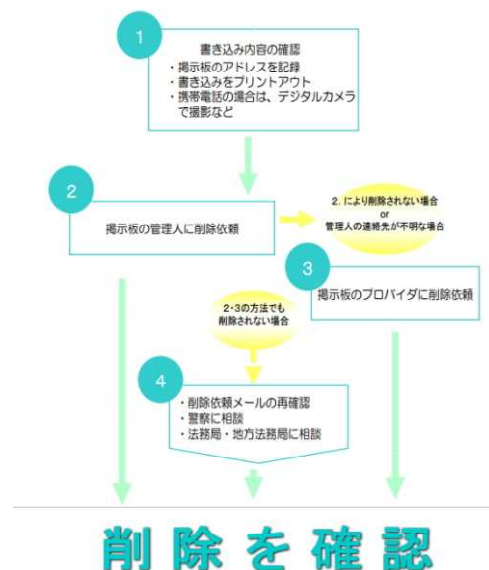 1
書き込み内容の確認
・掲示板のアドレスを記録
・書き込みをプリントアウト
・携帯電話の場合は、デジタルカメラ
で撮影など
2
掲示板の管理人に削除依頼
2. により削除されない場合
or
管理人の連絡先が不明な場合
3
掲示板のプロバイダに削除依頼
2・3の方法でも
削除されない場合
4
・削除依頼メールの再確認
・警察に相談
・法務局・地方法務局に相談
削除を確認